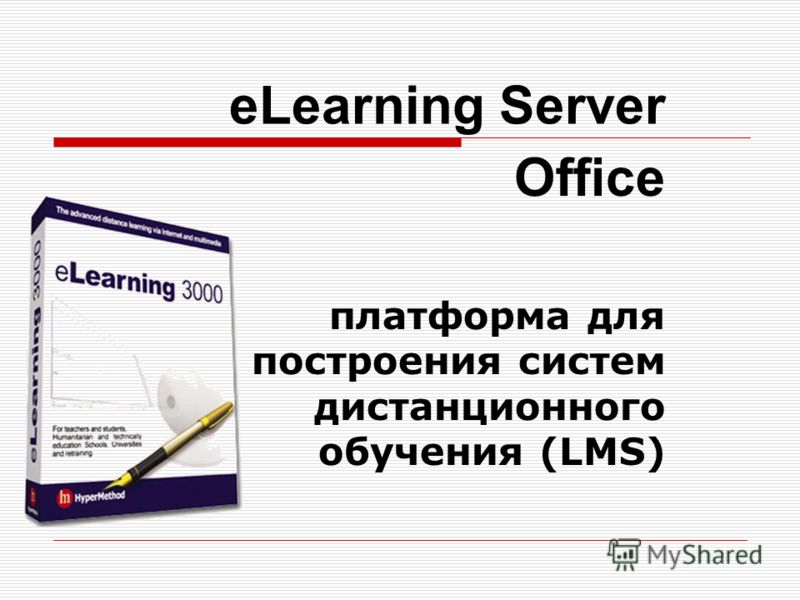 eLearning Server
Office
The advanced distance learning via Internet and multimedia
eLearning 3000
eLearning 3000
For teachers and students.
Humanitarian and technically
education Schools. Universities
and retraining.
hm HyperMethod
платформа для
построения систем
дистанционного
обучения (LMS)
MyShared